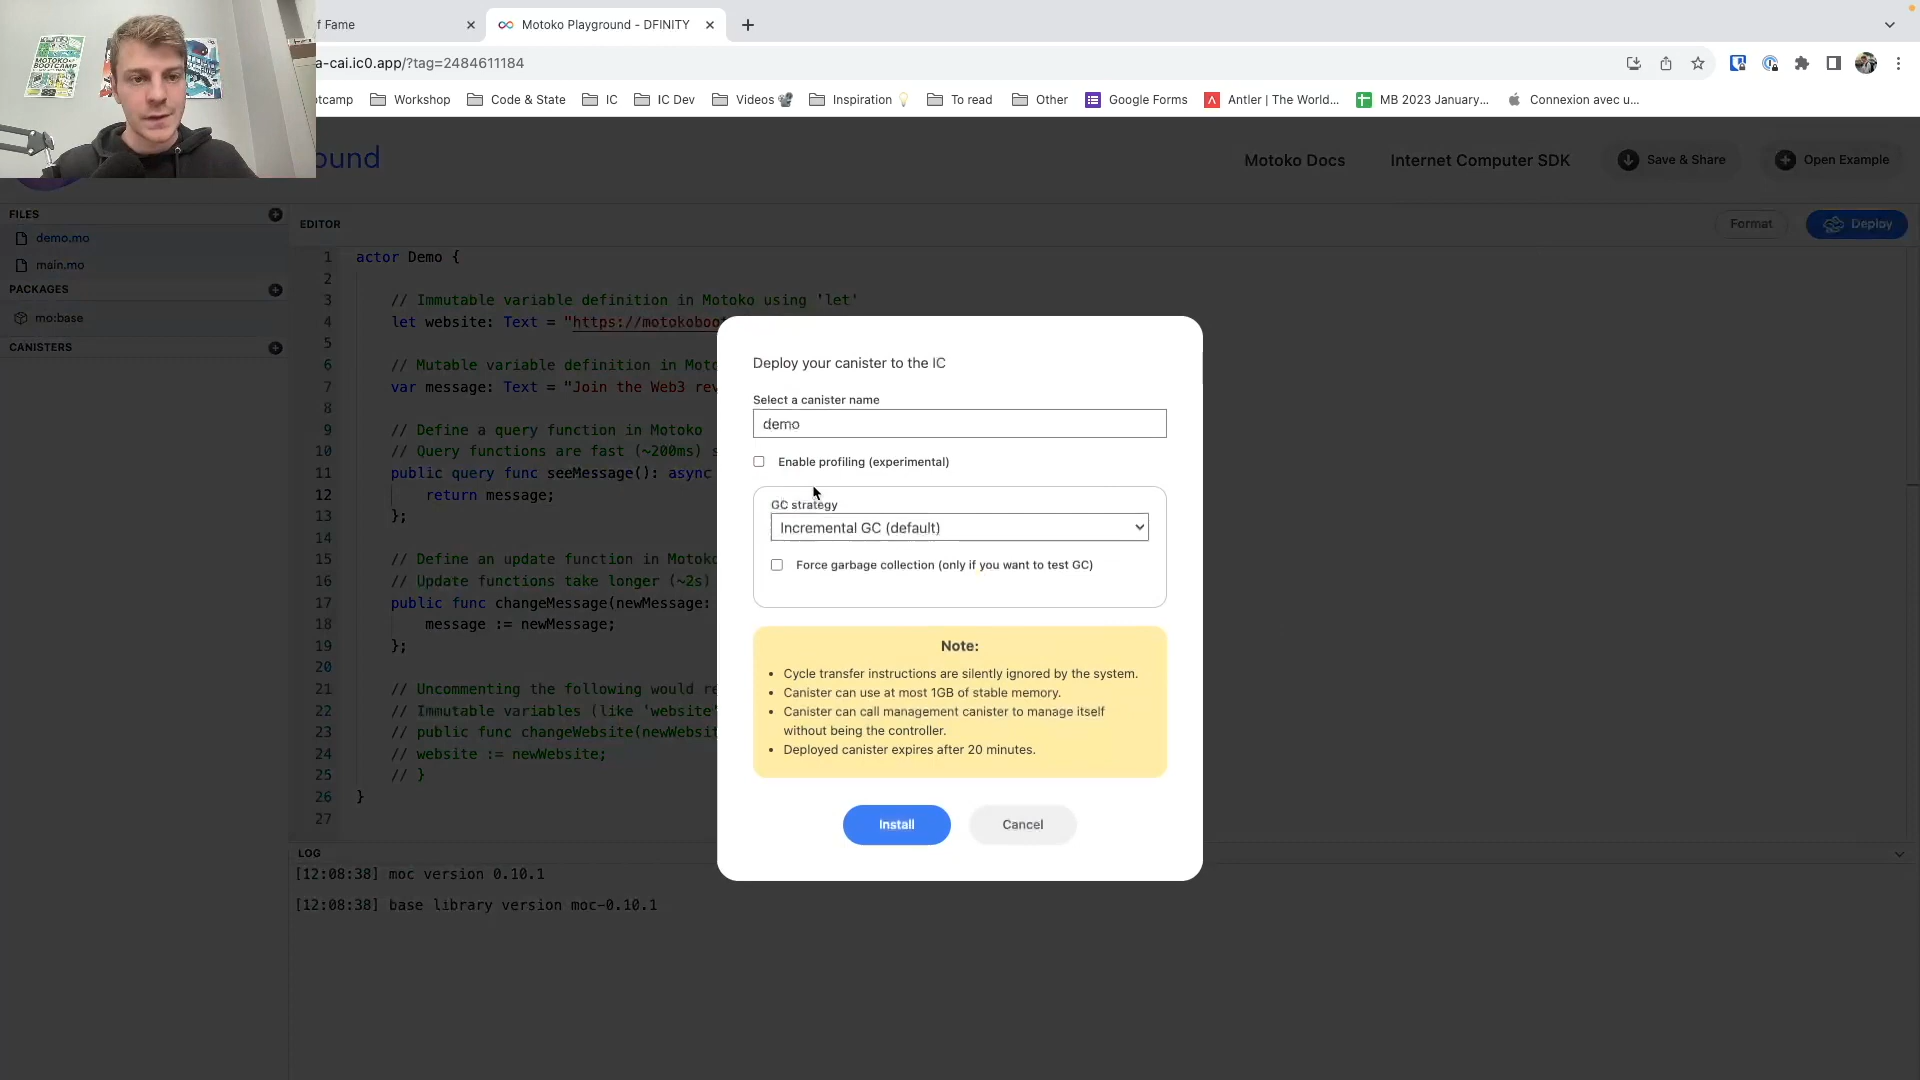 f Fame
Motoko Playground - DFINITY
a-cai.ic0.app/?tag=2484611184
otcamp
Workshop
Code & State
IC
IC Dev
Videos
Inspiration
To read
Other
Google Forms
Antler | The World...
MB 2023 January...
Connexion avec u...
MOTOKO
BOOTCAMP
ound
Motoko Docs
Internet Computer SDK
Save & Share
Open Example
FILES
demo.mo
main.mo
PACKAGES
mo:base
CANISTERS
EDITOR
Format
Deploy
1 actor Demo {
2
3 // Immutable variable definition in Motoko using 'let'
4 let website: Text = "https://motokoboot
5
6 // Mutable variable definition in Moto
7 var message: Text = "Join the Web3 rev
8
9 // Define a query function in Motoko
10 // Query functions are fast (~200ms) s
11 public query func seeMessage(): async
12 return message;
13 };
14
15 // Define an update function in Motoko
16 // Update functions take longer (~2s)
17 public func changeMessage(newMessage:
18 message := newMessage;
19 };
20
21 // Uncommenting the following would re
22 // Immutable variables (like 'website'
23 // public func changeWebsite(newWebsit
24 // website := newWebsite;
25 // }
26 }
27
Deploy your canister to the IC
Select a canister name
demo
Enable profiling (experimental)
GC strategy
Incremental GC (default)
Force garbage collection (only if you want to test GC)
Note:
• Cycle transfer instructions are silently ignored by the system.
• Canister can use at most 1GB of stable memory.
• Canister can call management canister to manage itself
without being the controller.
• Deployed canister expires after 20 minutes.
Install
Cancel
LOG
[12:08:38] moc version 0.10.1
[12:08:38] base library version moc-0.10.1